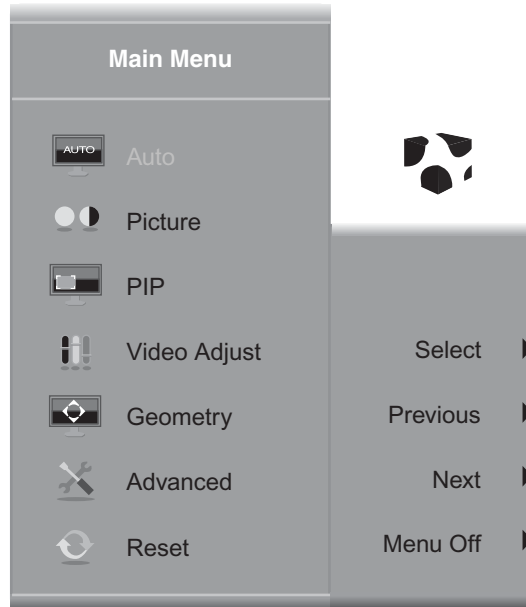 Main Menu
AUTO
Auto
Picture
PIP
Video Adjust
Geometry
Advanced
Reset
Select
Previous
Next
Menu Off